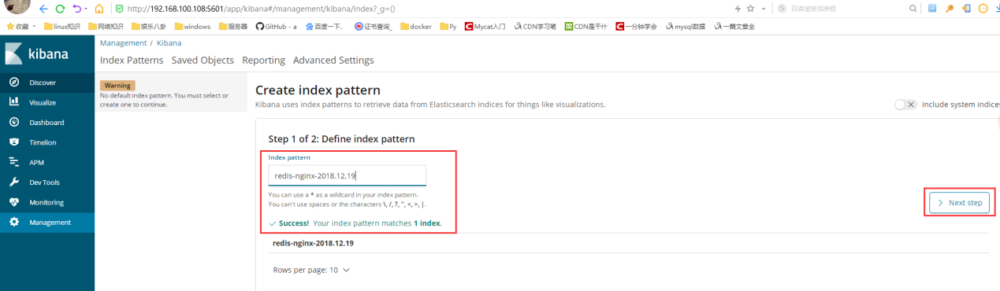 http://192.168.100.108:5601/app/kibana#/management/kibana/index?_g=()
收藏 linux知识 网络知识 娱乐八卦 windows 服务器 GitHub - a 百度一下, 证书查询_ docker Py Mycat入门 CDN学习笔 CDN是干什 一分钟学会 mysql数据 一篇文章全
kibana
Discover
Visualize
Dashboard
Timelion
APM
Dev Tools
Monitoring
Management
Management / Kibana
Index Patterns Saved Objects Reporting Advanced Settings
Warning
No default index pattern. You must select or
create one to continue.
Create index pattern
Kibana uses index patterns to retrieve data from Elasticsearch indices for things like visualizations.
Include system indices
Step 1 of 2: Define index pattern
Index pattern
redis-nginx-2018.12.19
You can use a * as a wildcard in your index pattern.
You can't use spaces or the characters \, /, ?, ", <, >, |.
Success! Your index pattern matches 1 index.
Next step
redis-nginx-2018.12.19
Rows per page: 10